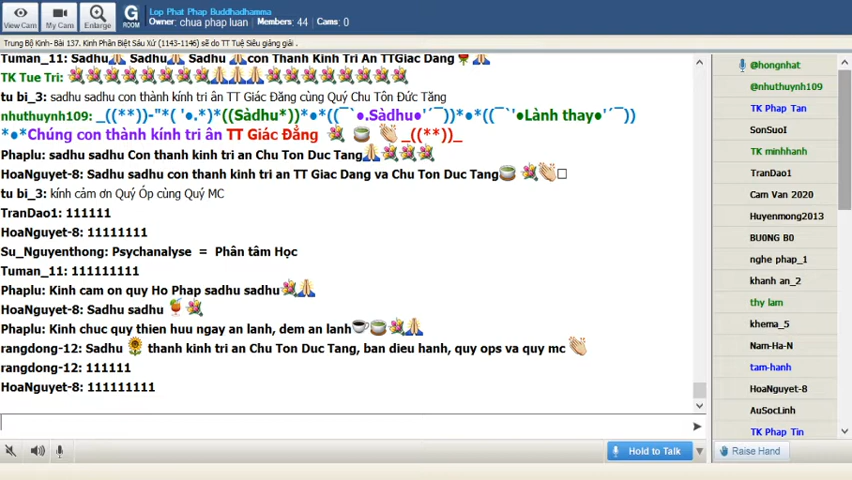 View Cam
My Cam
Enlarge
G
ROOM
Lop Phat Phap Buddhadhamma
Owner: chua phap luan Members: 44 Cams: 0
Trung Bộ Kinh- Bài 137. Kinh Phân Biệt Sáu Xứ (1143-1146) sẽ do TT Tuệ Siêu giảng giải .
Tuman_11: Sadhu Sadhu Sadhu con Thanh Kinh Tri An TTGiac Dang
TK Tue Tri:
tu bi_3: sadhu sadhu con thành kính tri ân TT Giác Đăng cùng Quý Chu Tôn Đức Tăng
nhuthuynh109: _((**))-"*( '•.*)*((Sàdhu*))*•*((¯`•.Sàdhu•'´¯))*•*((¯`'•Lành thay•'´¯))
*•*Chúng con thành kính tri ân TT Giác Đẳng _((**))_
Phaplu: sadhu sadhu Con thanh kinh tri an Chu Ton Duc Tang
HoaNguyet-8: Sadhu sadhu con thanh kinh tri an TT Giac Dang va Chu Ton Duc Tang
tu bi_3: kính cảm ơn Quý Óp cùng Quý MC
TranDao1: 111111
HoaNguyet-8: 11111111
Su_Nguyenthong: Psychanalyse = Phân tâm Học
Tuman_11: 111111111
Phaplu: Kinh cam on quy Ho Phap sadhu sadhu
HoaNguyet-8: Sadhu sadhu
Phaplu: Kinh chuc quy thien huu ngay an lanh, dem an lanh
rangdong-12: Sadhu thanh kinh tri an Chu Ton Duc Tang, ban dieu hanh, quy ops va quy mc
rangdong-12: 111111
HoaNguyet-8: 111111111
Hold to Talk
@hongnhat
@nhuthuynh109
TK Phap Tan
SonSuoI
TK minhhanh
TranDao1
Cam Van 2020
Huyenmong2013
BU0NG B0
nghe phap_1
khanh an_2
thy lam
khema_5
Nam-Ha-N
tam-hanh
HoaNguyet-8
AuSocLinh
TK Phap Tin
Raise Hand